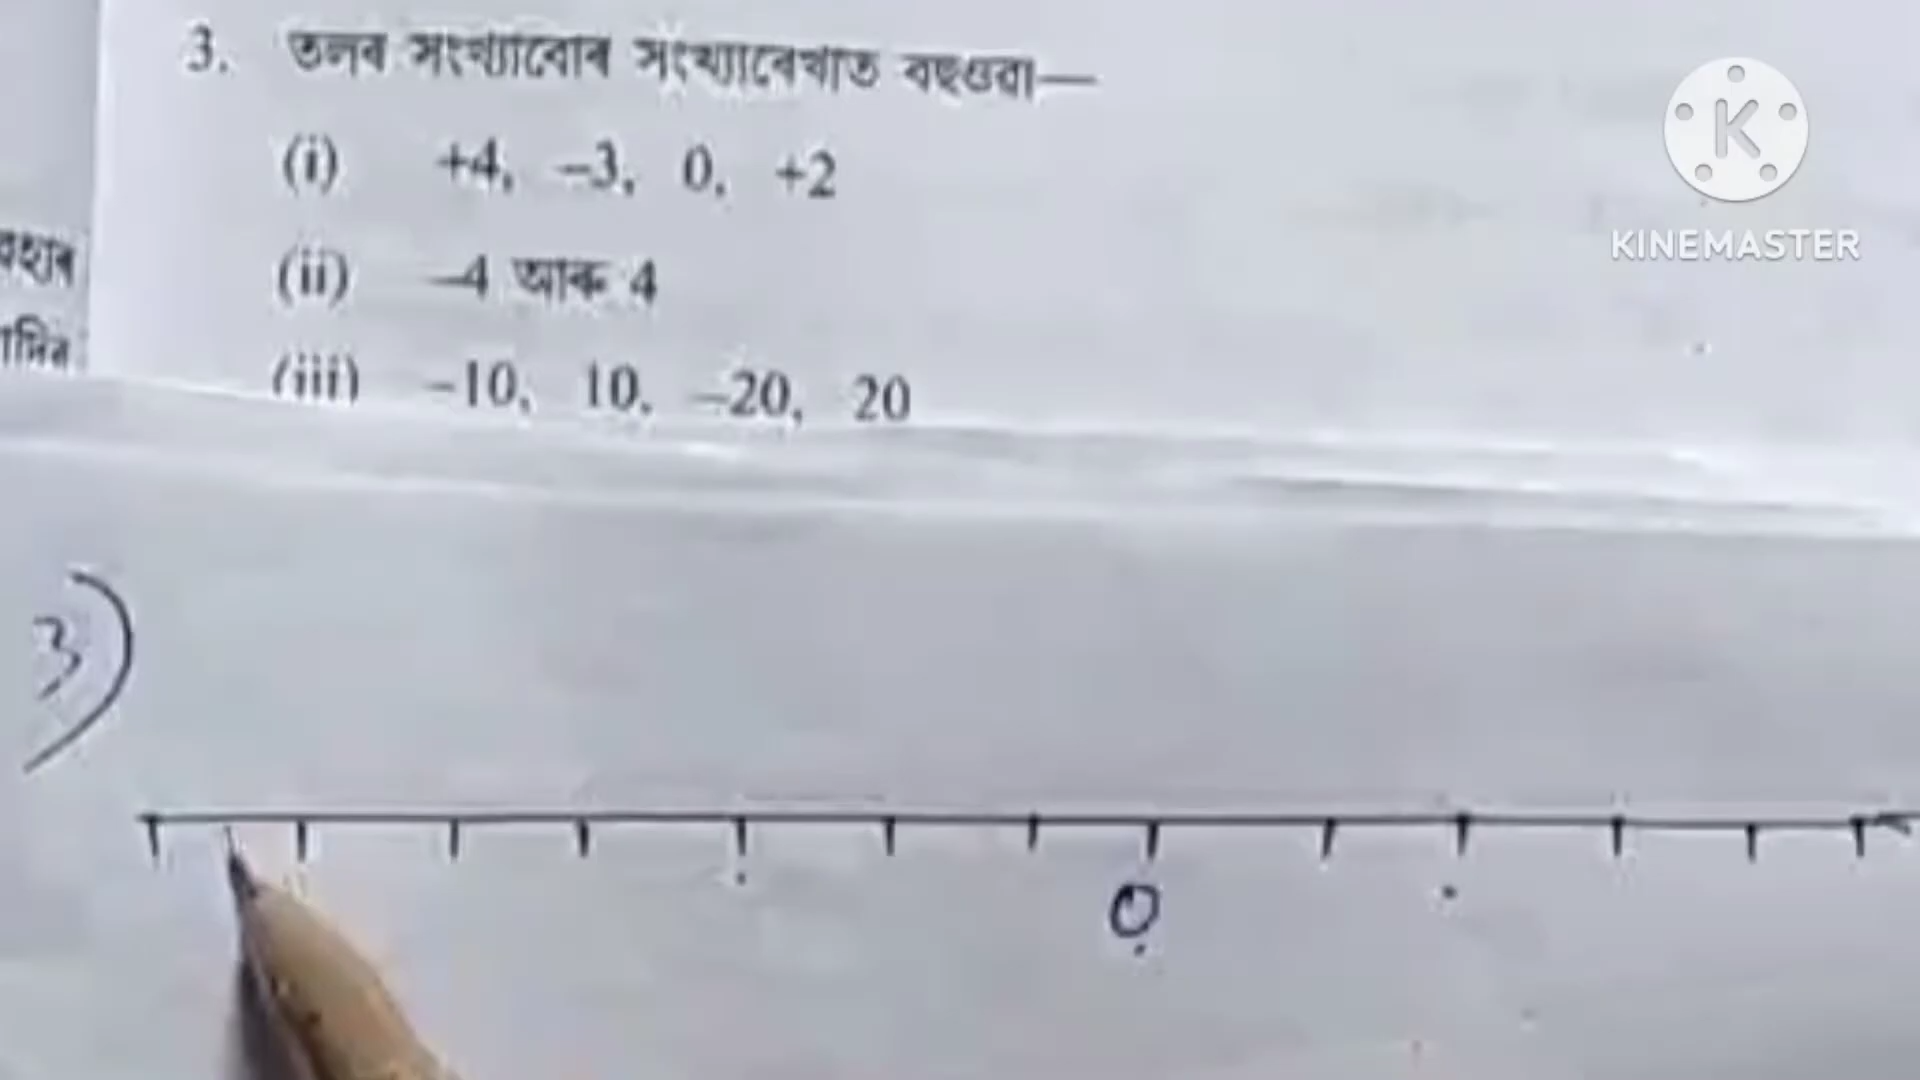 3. তলৰ সংখ্যাবোৰ সংখ্যাৰেখাত বহুওৱা—
(i) +4, –3, 0, +2
(ii) –4 আৰু 4
(iii) –10, 10, –20, 20
K
KINEMASTER
3)
0